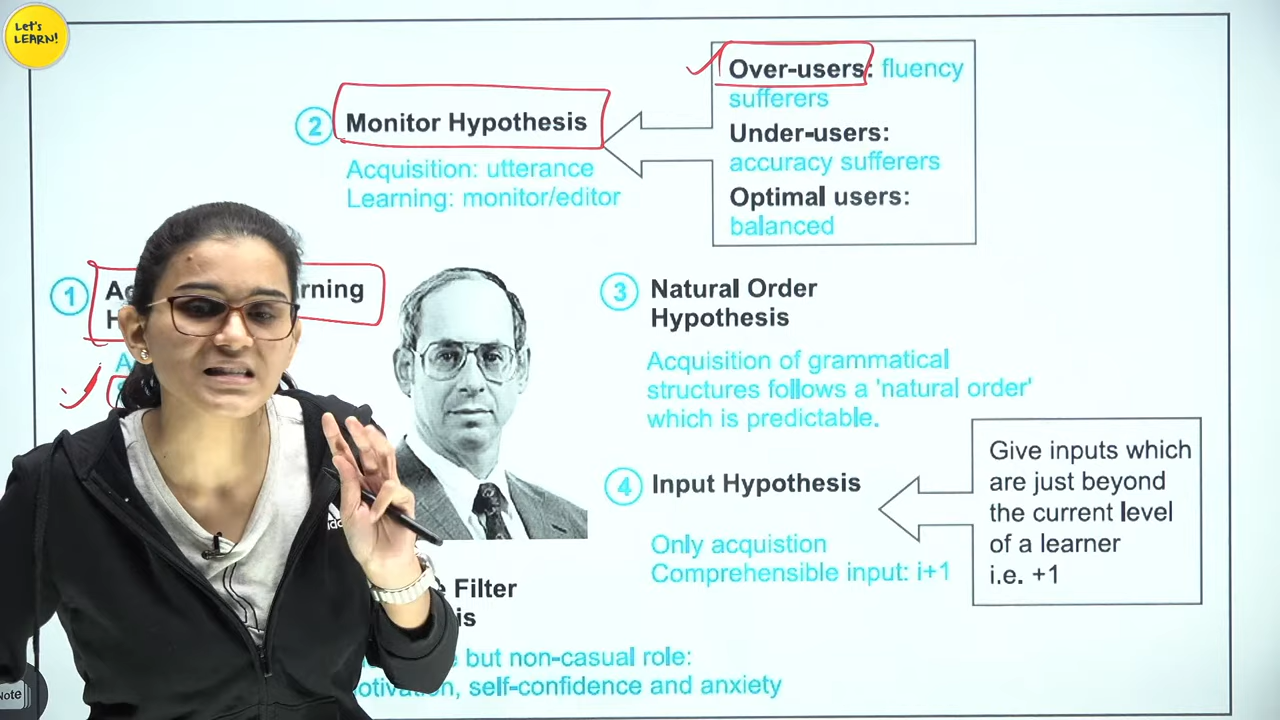 Let's
LEARN!
2 Monitor Hypothesis
Acquisition: utterance
Learning: monitor/editor
Over-users: fluency
sufferers
Under-users:
accuracy sufferers
Optimal users:
balanced
1
3 Natural Order
Hypothesis
Acquisition of grammatical
structures follows a 'natural order'
which is predictable.
4 Input Hypothesis
Only acquistion
Comprehensible input: i+1
Give inputs which
are just beyond
the current level
of a learner
i.e. +1
Filter
but non-casual role:
self-confidence and anxiety
Note